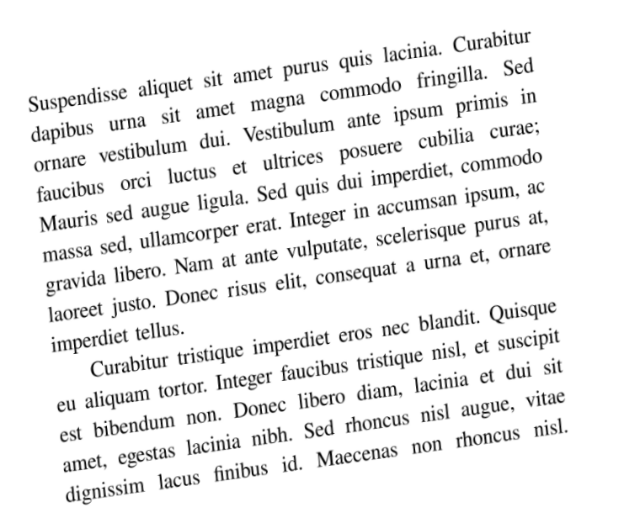 Suspendisse aliquet sit amet purus quis lacinia. Curabitur
dapibus urna sit amet magna commodo fringilla. Sed
ornare vestibulum dui. Vestibulum ante ipsum primis in
faucibus orci luctus et ultrices posuere cubilia curae;
Mauris sed augue ligula. Sed quis dui imperdiet, commodo
massa sed, ullamcorper erat. Integer in accumsan ipsum, ac
gravida libero. Nam at ante vulputate, scelerisque purus at,
laoreet justo. Donec risus elit, consequat a urna et, ornare
imperdiet tellus.
Curabitur tristique imperdiet eros nec blandit. Quisque
eu aliquam tortor. Integer faucibus tristique nisl, et suscipit
est bibendum non. Donec libero diam, lacinia et dui sit
amet, egestas lacinia nibh. Sed rhoncus nisl augue, vitae
dignissim lacus finibus id. Maecenas non rhoncus nisl.